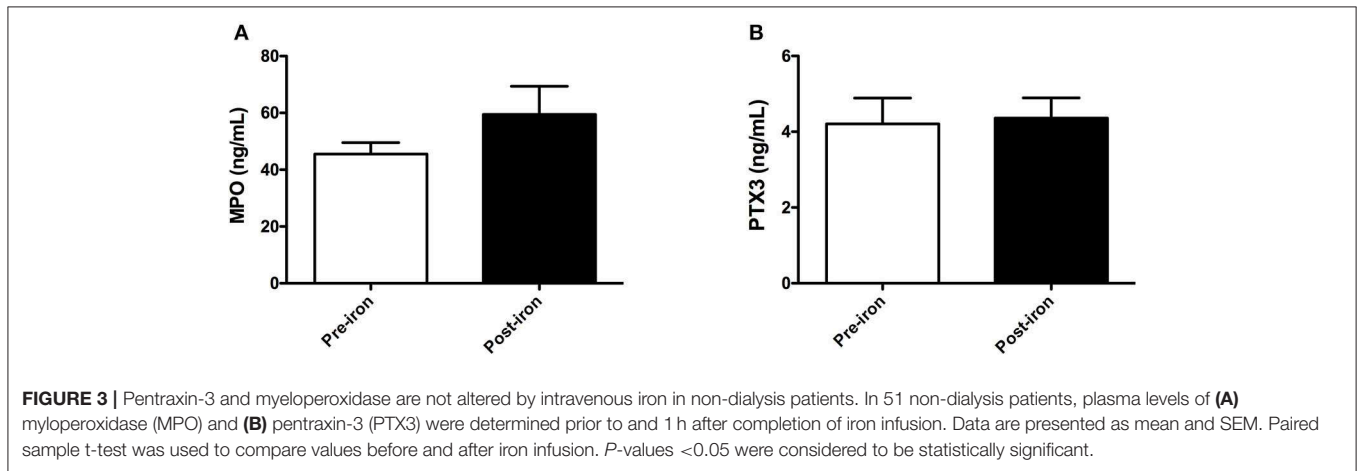 A
80
60
40
20
0
MPO (ng/mL)
Pre-iron
Post-iron
B
6
4
2
0
PTX3 (ng/mL)
Pre-iron
Post-iron
FIGURE 3 | Pentraxin-3 and myeloperoxidase are not altered by intravenous iron in non-dialysis patients. In 51 non-dialysis patients, plasma levels of (A)
myloperoxidase (MPO) and (B) pentraxin-3 (PTX3) were determined prior to and 1 h after completion of iron infusion. Data are presented as mean and SEM. Paired
sample t-test was used to compare values before and after iron infusion. P-values <0.05 were considered to be statistically significant.